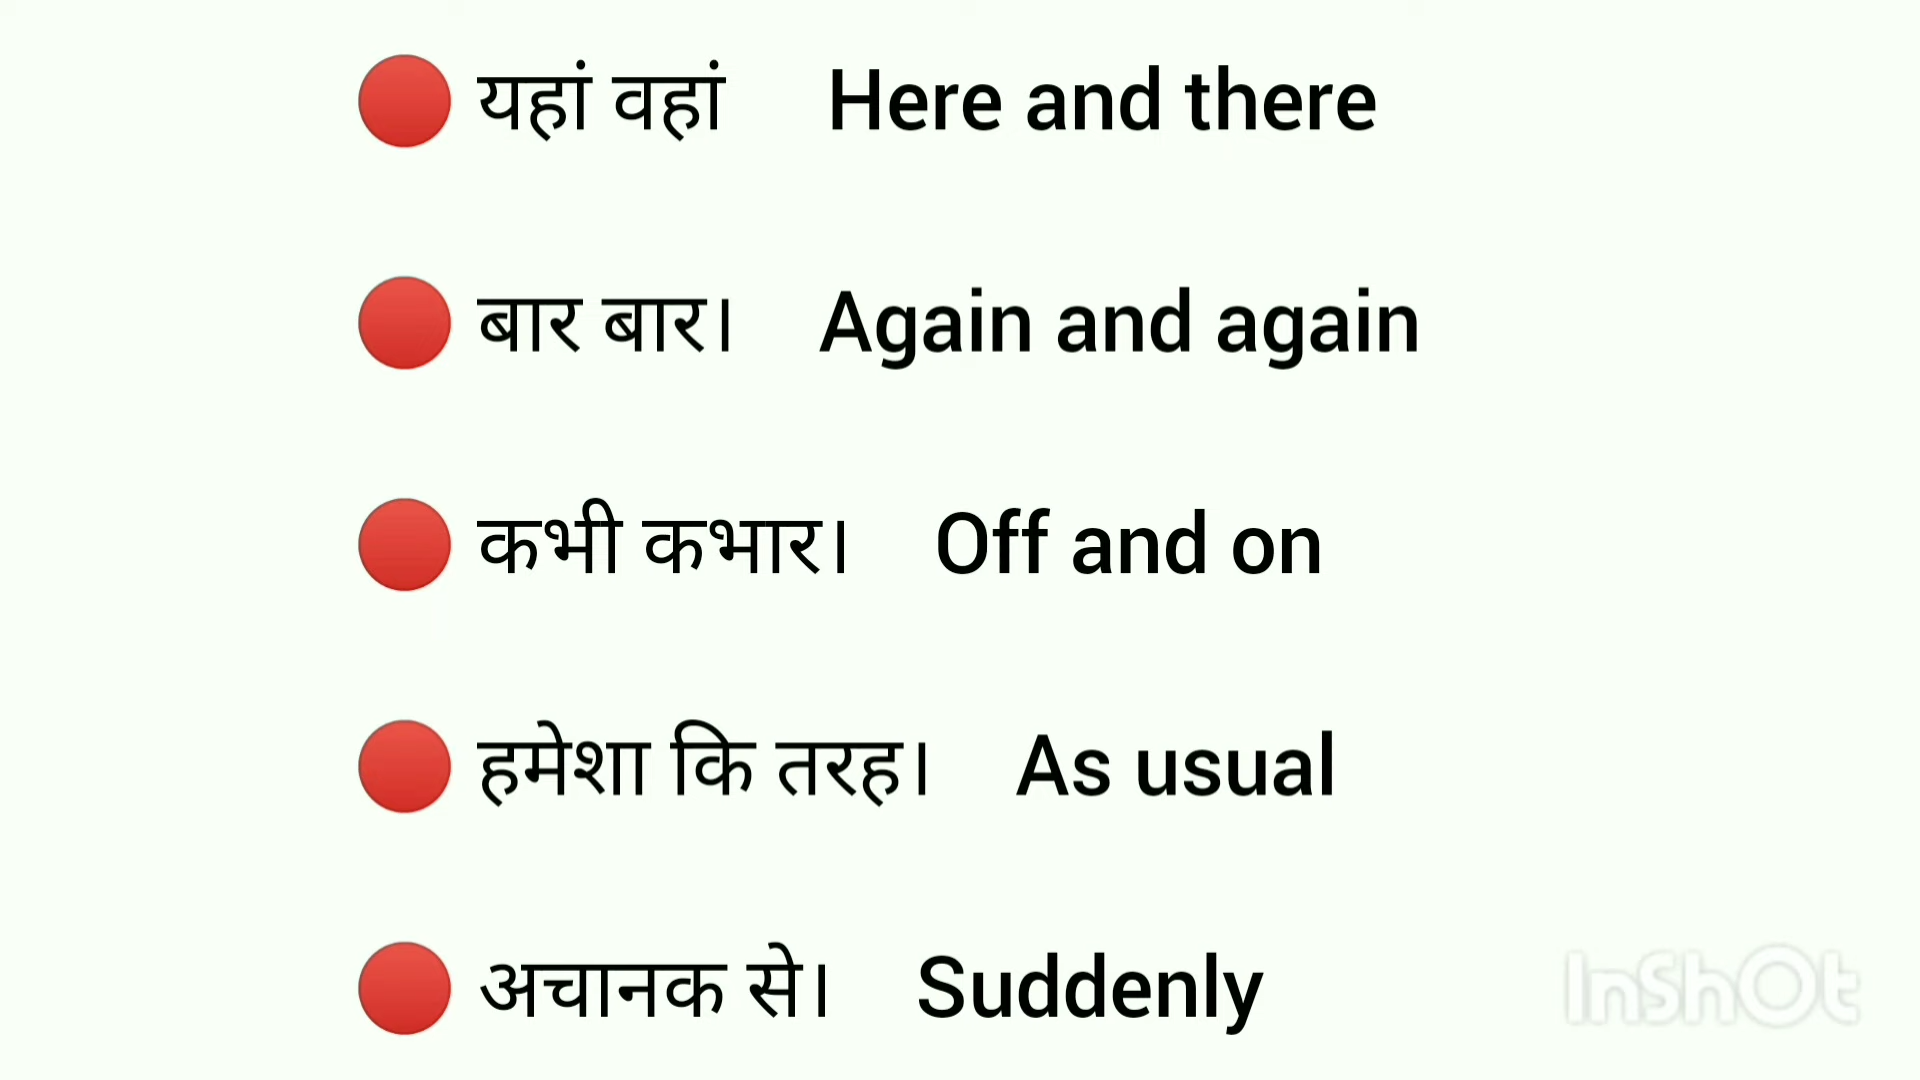 🔴 यहां वहां Here and there
🔴 बार बार। Again and again
🔴 कभी कभार। Off and on
🔴 हमेशा कि तरह। As usual
🔴 अचानक से। Suddenly
InShOt